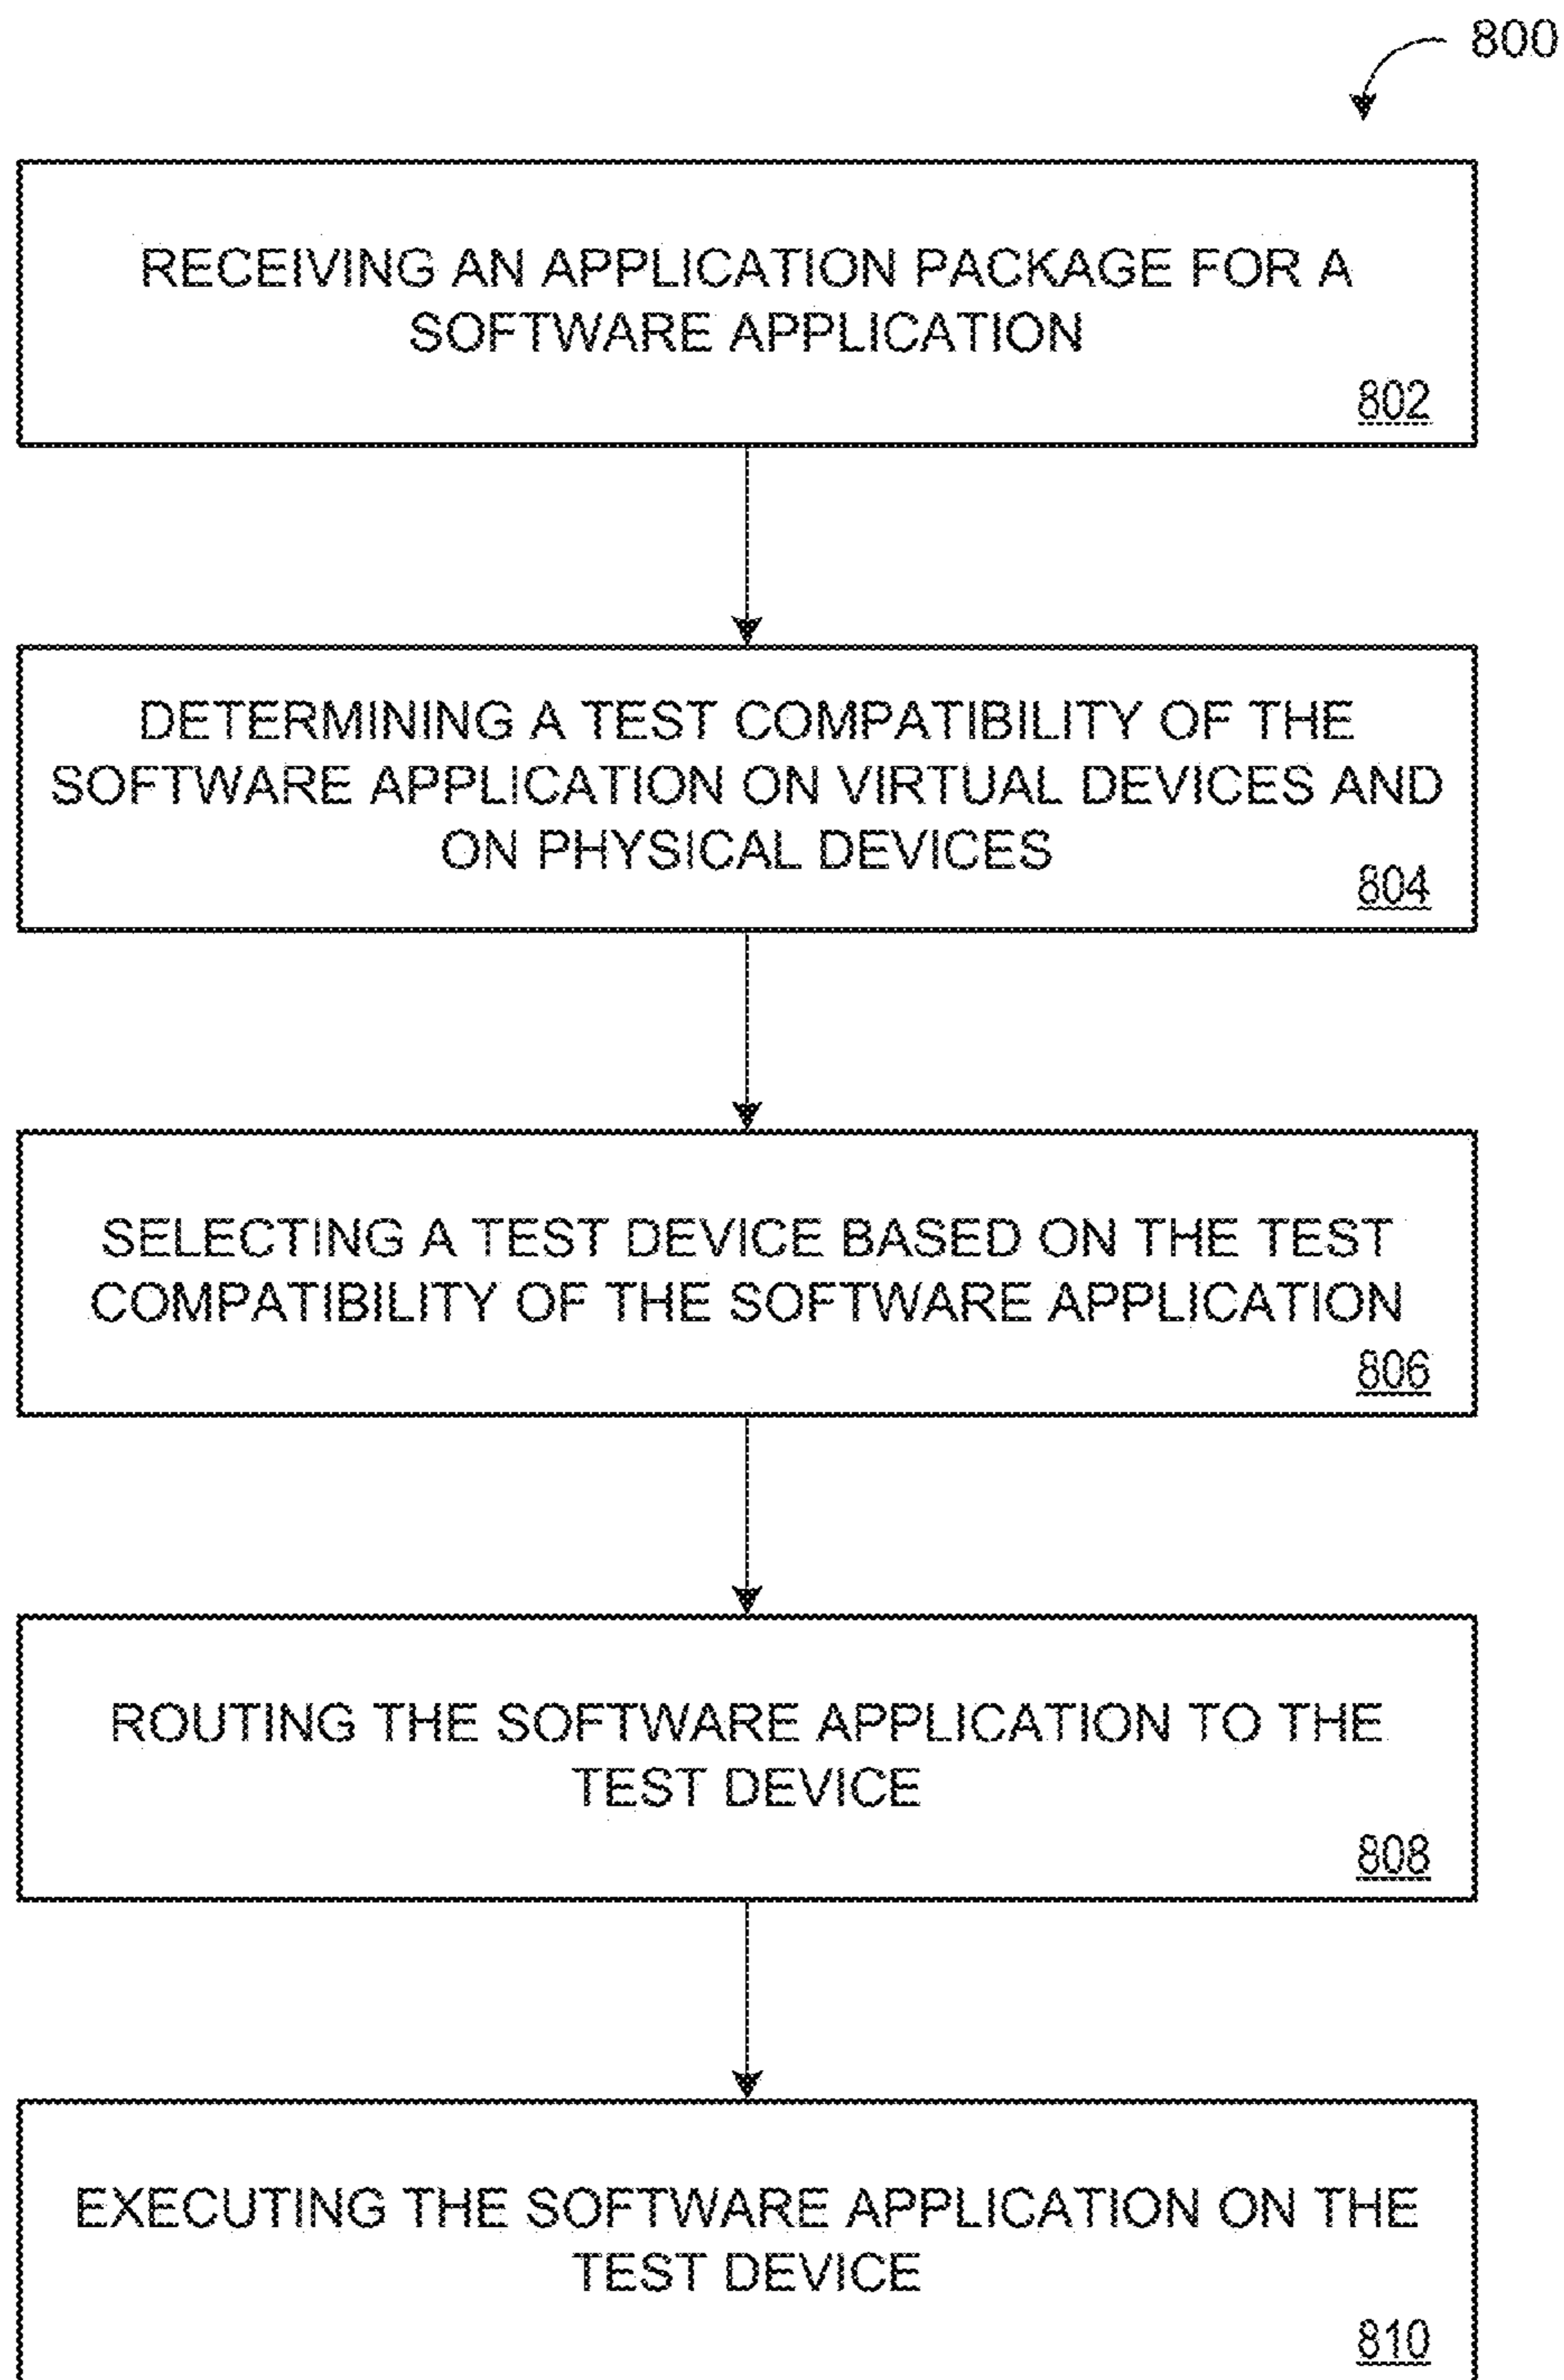 800
RECEIVING AN APPLICATION PACKAGE FOR A
SOFTWARE APPLICATION
802
DETERMINING A TEST COMPATIBILITY OF THE
SOFTWARE APPLICATION ON VIRTUAL DEVICES AND
ON PHYSICAL DEVICES
804
SELECTING A TEST DEVICE BASED ON THE TEST
COMPATIBILITY OF THE SOFTWARE APPLICATION
806
ROUTING THE SOFTWARE APPLICATION TO THE
TEST DEVICE
808
EXECUTING THE SOFTWARE APPLICATION ON THE
TEST DEVICE
810